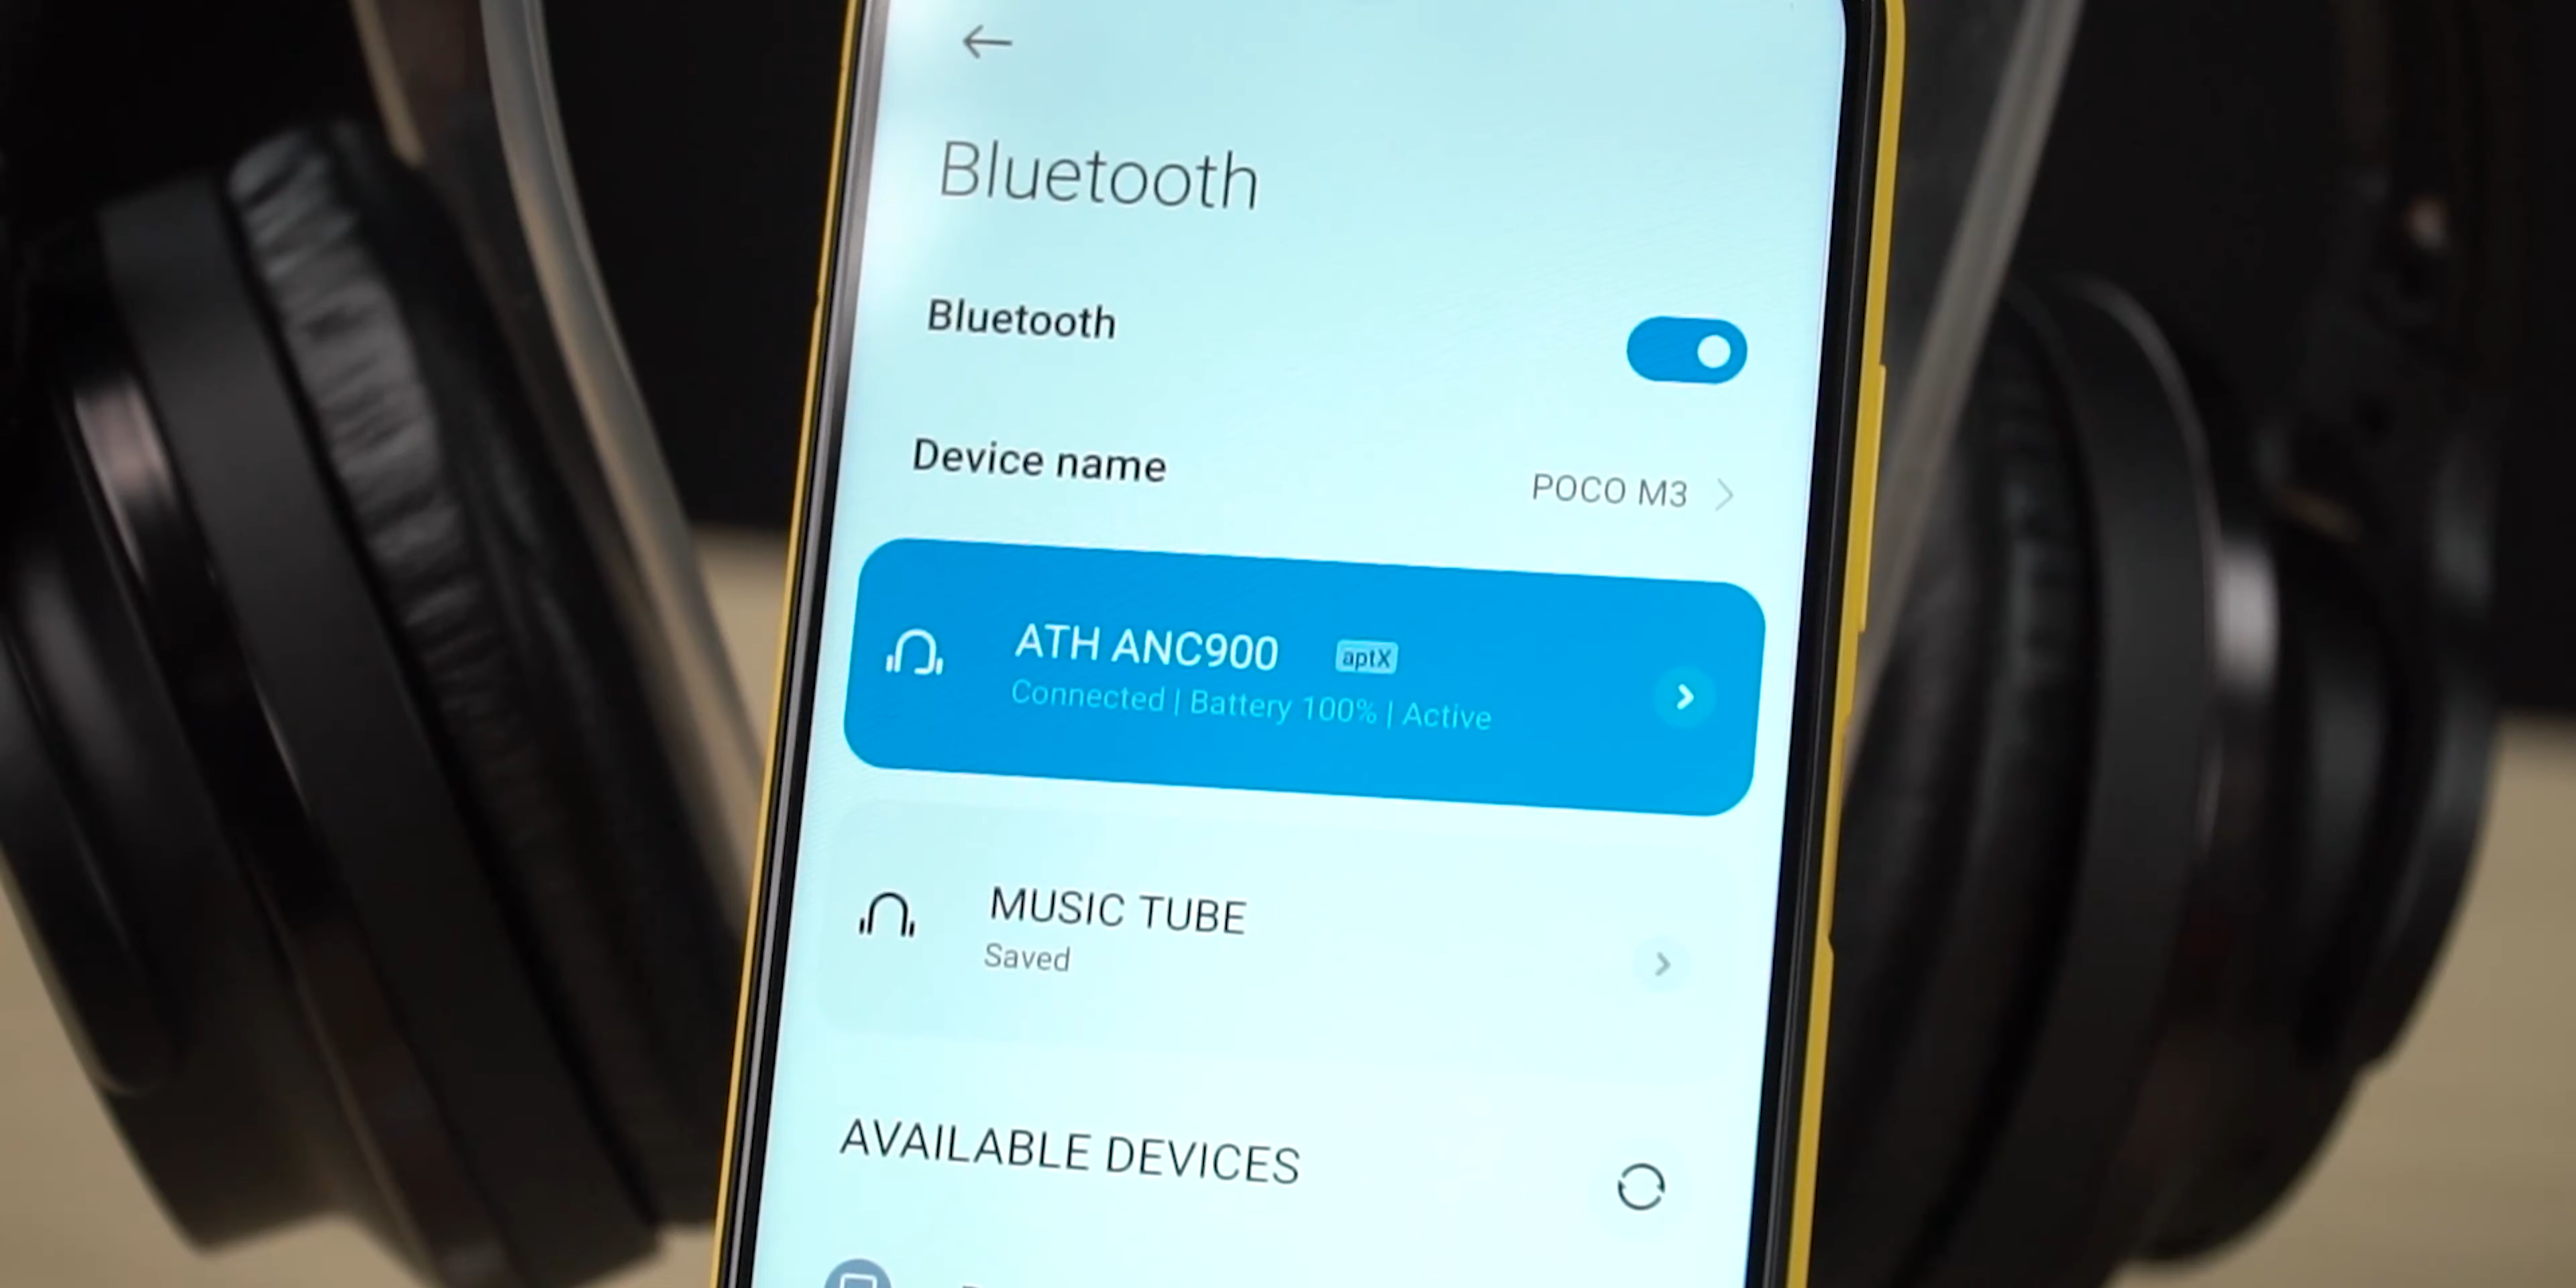 Bluetooth
Bluetooth
Device name
POCO M3
ATH ANC900 aptX
Connected | Battery 100% | Active
MUSIC TUBE
Saved
AVAILABLE DEVICES